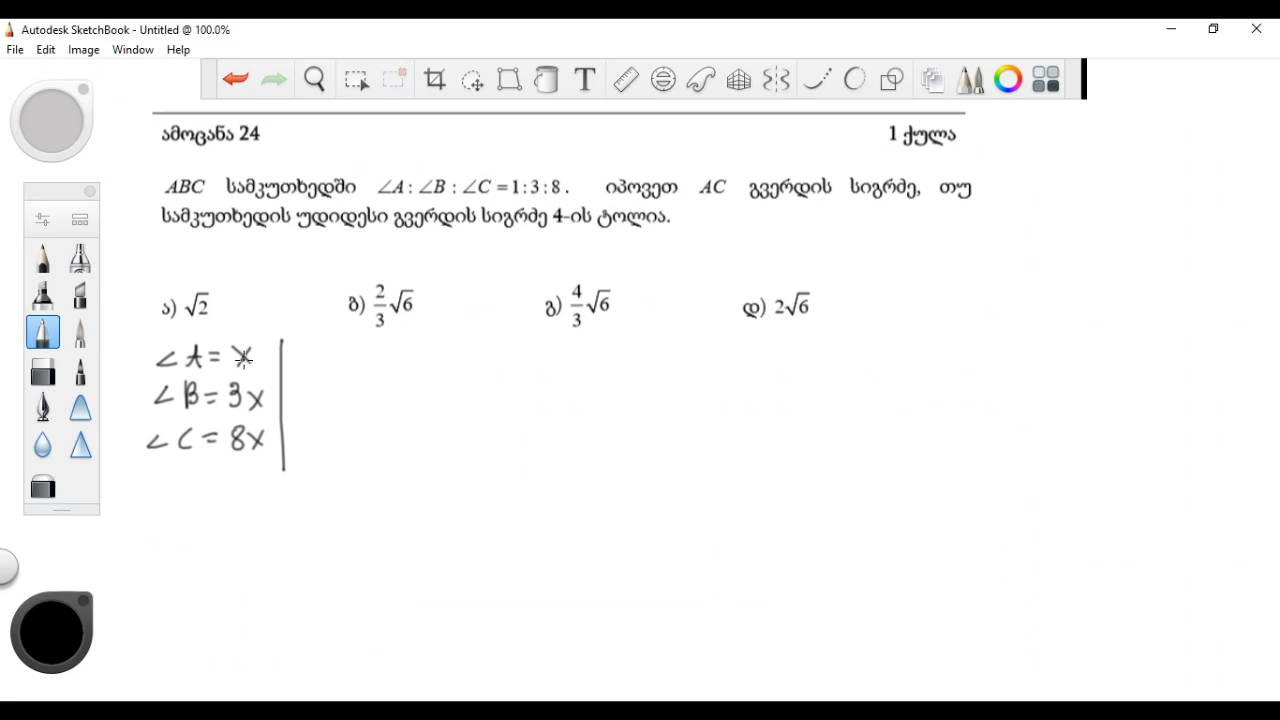 Autodesk SketchBook - Untitled @ 100.0%
File Edit Image Window Help
ამოცანა 24 1 ქულა
ABC სამკუთხედში ∠A : ∠B : ∠C = 1 : 3 : 8 . იპოვეთ AC გვერდის სიგრძე, თუ
სამკუთხედის უდიდესი გვერდის სიგრძე 4-ის ტოლია.
ა) √2 ბ) 2/3 √6 გ) 4/3 √6 დ) 2√6
∠A = x
∠B = 3x
∠C = 8x